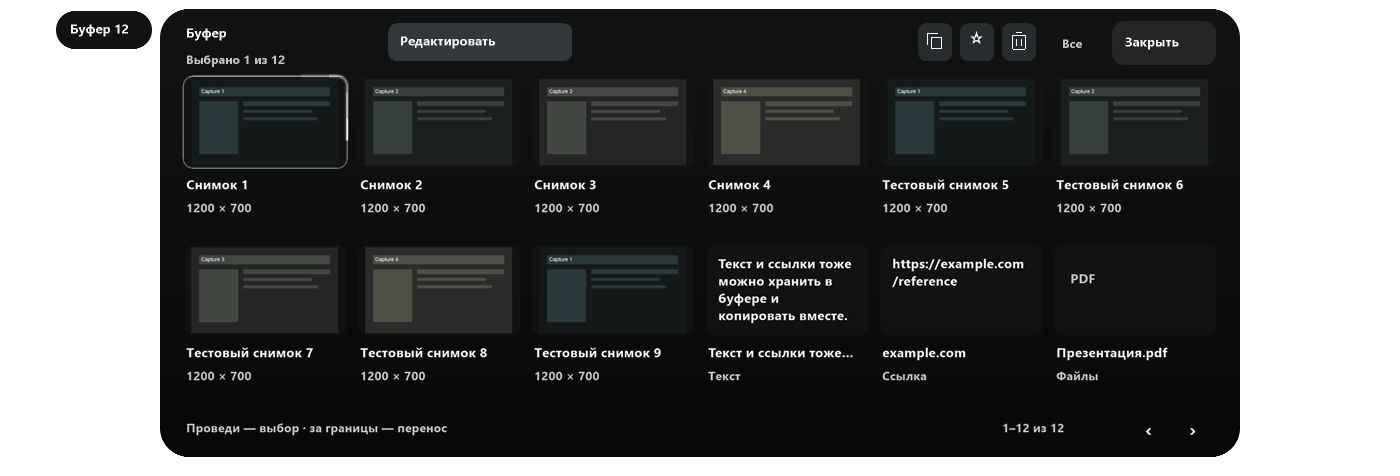 Буфер 12
Буфер
Редактировать
Все
Закрыть
Выбрано 1 из 12
Capture 1
Capture 2
Capture 3
Capture 4
Capture 1
Capture 2
Снимок 1
Снимок 2
Снимок 3
Снимок 4
Тестовый снимок 5
Тестовый снимок 6
1200 × 700
1200 × 700
1200 × 700
1200 × 700
1200 × 700
1200 × 700
Capture 3
Capture 4
Capture 1
Текст и ссылки тоже
можно хранить в
буфере и
копировать вместе.
https://example.com
/reference
PDF
Тестовый снимок 7
Тестовый снимок 8
Тестовый снимок 9
Текст и ссылки тоже...
example.com
Презентация.pdf
1200 × 700
1200 × 700
1200 × 700
Текст
Ссылка
Файлы
Проведи — выбор · за границы — перенос
1–12 из 12
‹ ›